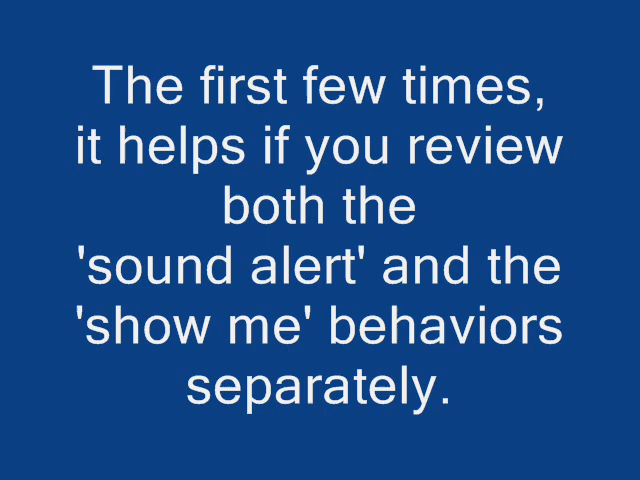 The first few times,
it helps if you review
both the
'sound alert' and the
'show me' behaviors
separately.